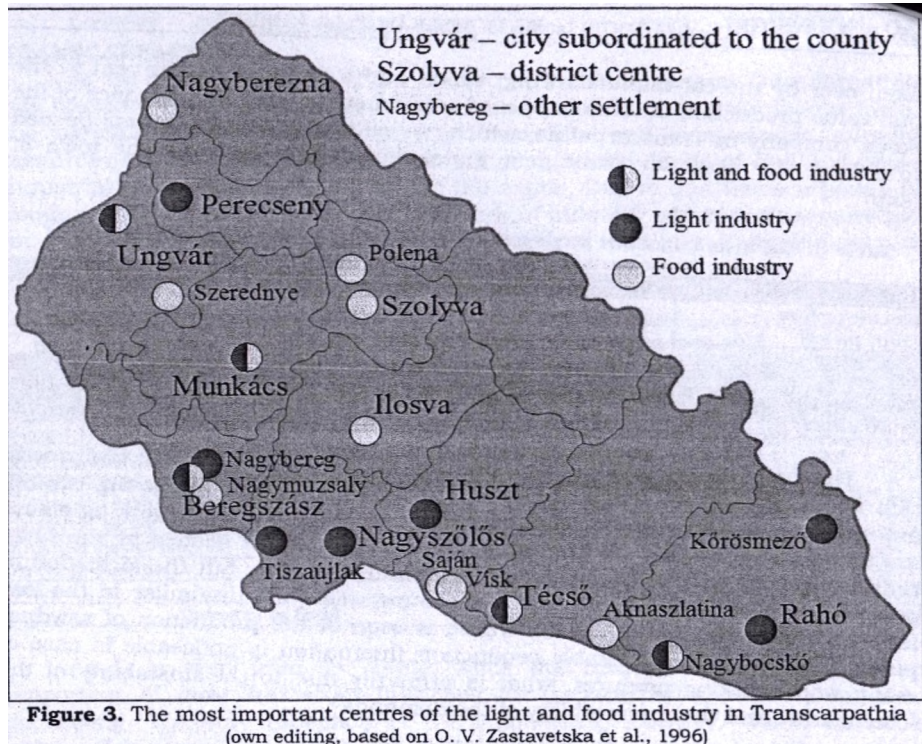 Ungvár – city subordinated to the county
Szolyva – district centre
Nagybereg – other settlement
Light and food industry
Light industry
Food industry
Nagyberezna
Perecseny
Ungvár
Polena
Szerednye
Szolyva
Munkács
Ilosva
Nagybereg
Nagymuzsaly
Beregszász
Huszt
Nagyszőlős
Tiszaújlak
Kőrösmező
Saján
Vísk
Técső
Aknaszlatina
Rahó
Nagybocskó
Figure 3. The most important centres of the light and food industry in Transcarpathia
(own editing, based on O. V. Zastavetska et al., 1996)